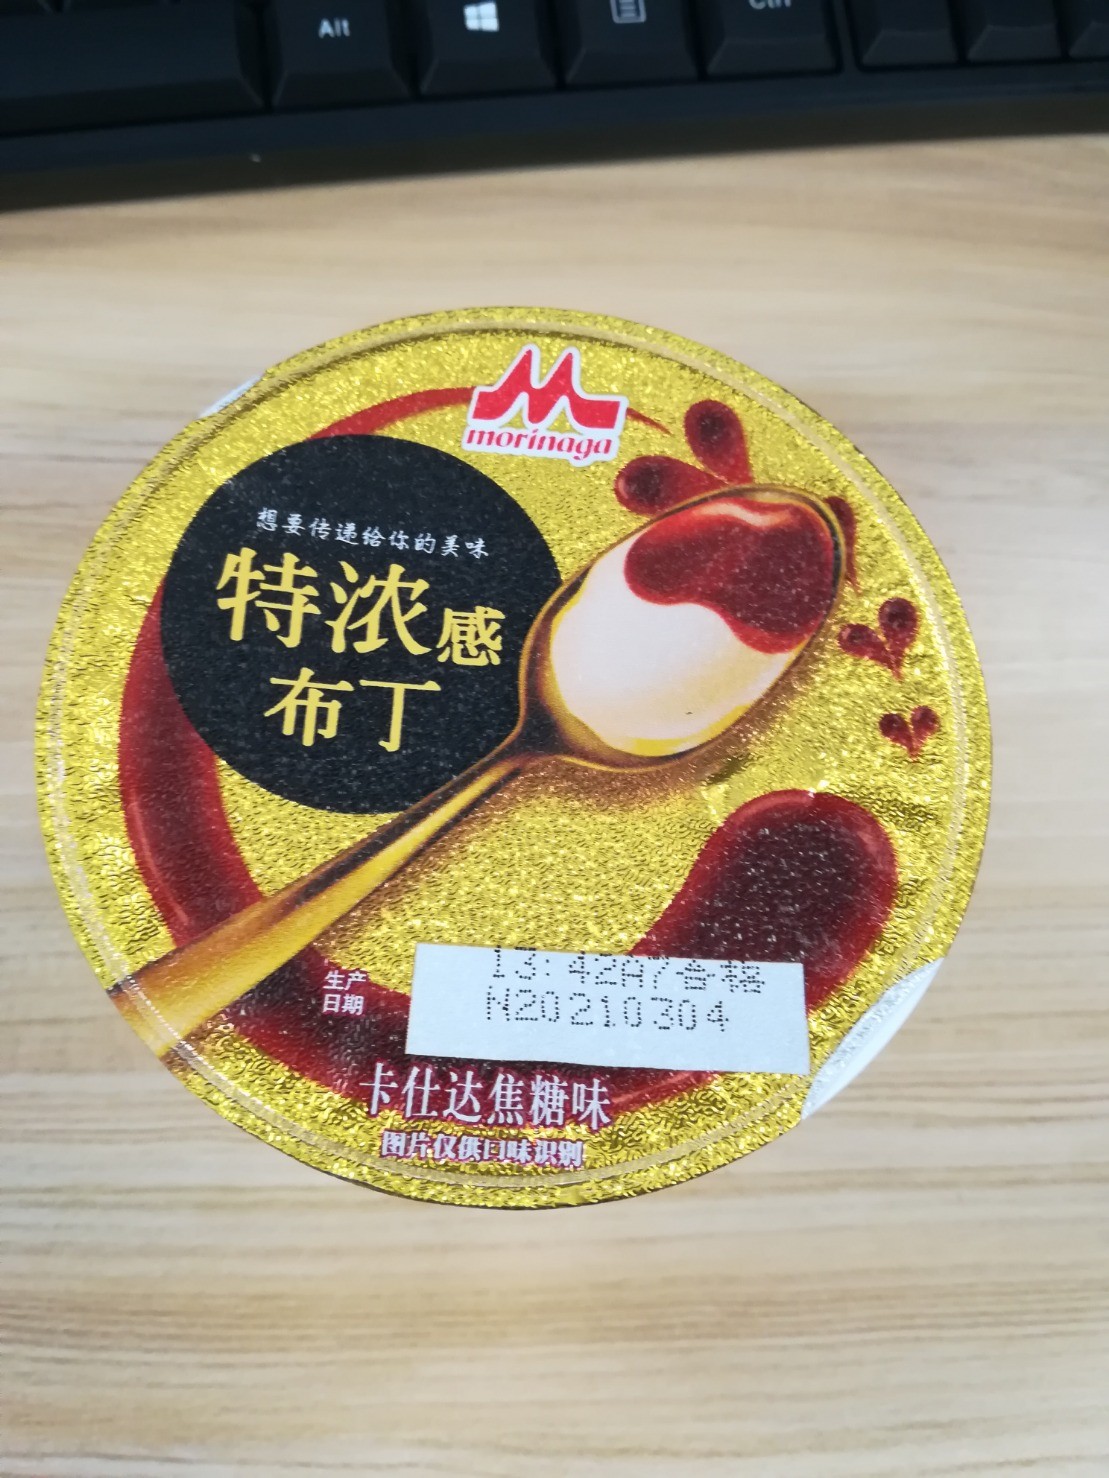 Alt
Ctrl
morinaga
想要传递给你的美味
特浓感
布丁
生产
日期
13:42A7合格
N20210304
卡仕达焦糖味
图片仅供口味识别